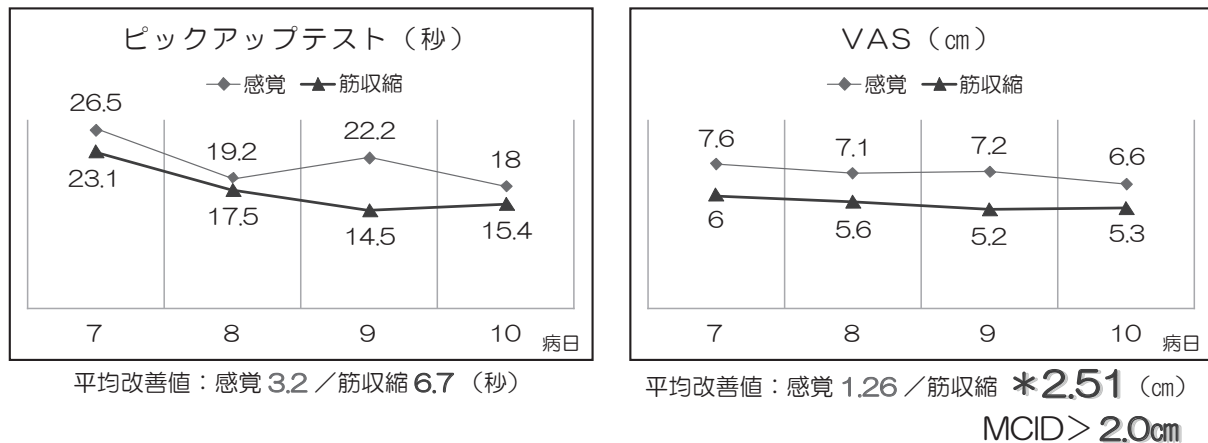 ピックアップテスト（秒）
感覚 筋収縮
26.5
19.2
22.2
18
23.1
17.5
14.5
15.4
7 8 9 10 病日
平均改善値：感覚 3.2 ／筋収縮 6.7 （秒）
VAS（㎝）
感覚 筋収縮
7.6
7.1
7.2
6.6
6
5.6
5.2
5.3
7 8 9 10 病日
平均改善値：感覚 1.26 ／筋収縮 ＊2.51 （㎝）
MCID＞ 2.0㎝